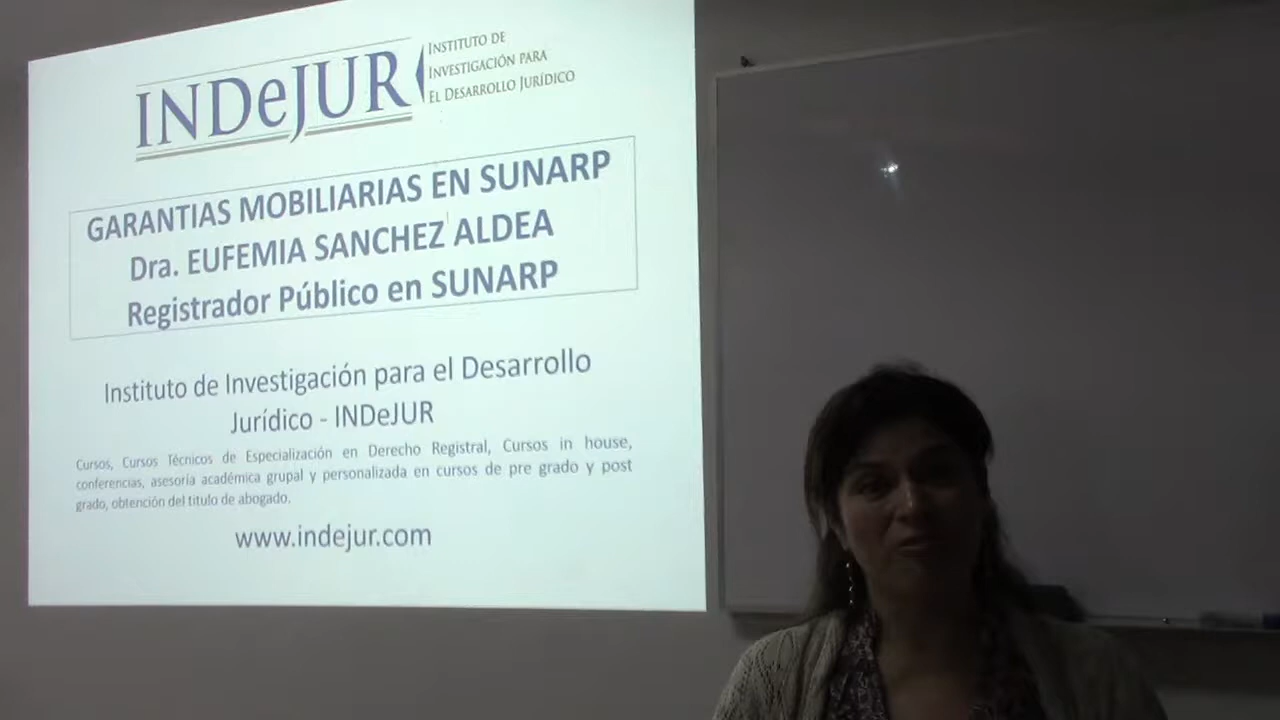 INDeJUR
INSTITUTO DE
INVESTIGACIÓN PARA
EL DESARROLLO JURÍDICO
GARANTIAS MOBILIARIAS EN SUNARP
Dra. EUFEMIA SANCHEZ ALDEA
Registrador Público en SUNARP
Instituto de Investigación para el Desarrollo
Jurídico - INDeJUR
Cursos, Cursos Técnicos de Especialización en Derecho Registral, Cursos in house,
conferencias, asesoría académica grupal y personalizada en cursos de pre grado y post
grado, obtención del titulo de abogado.
www.indejur.com